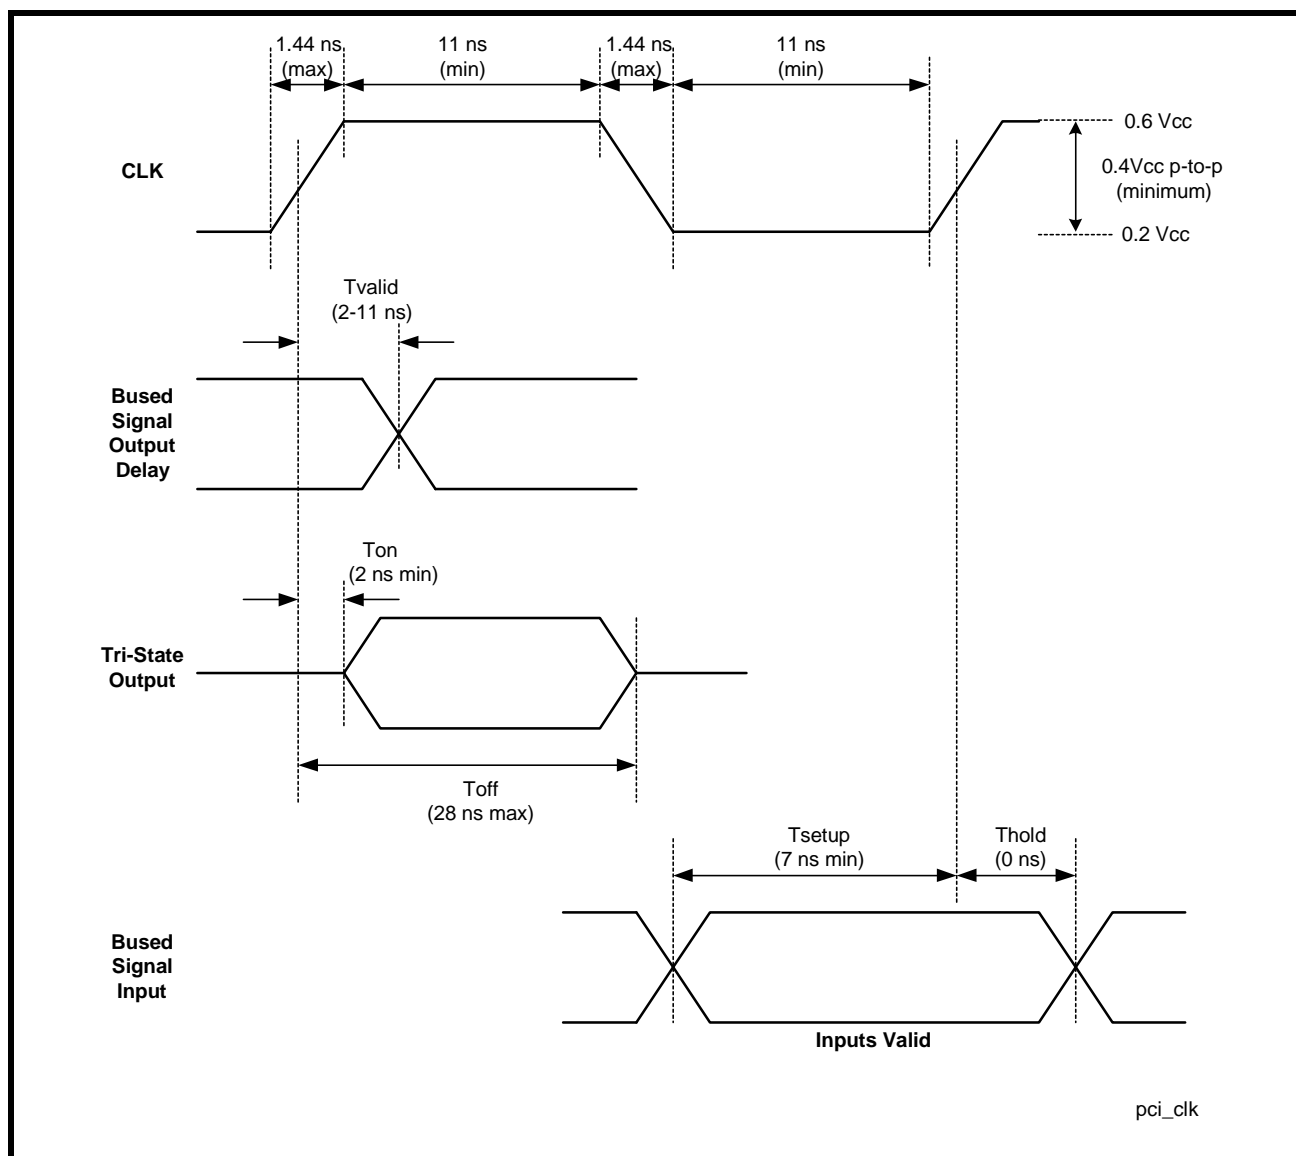 1.44 ns
(max)
11 ns
(min)
1.44 ns
(max)
11 ns
(min)
CLK
0.6 Vcc
0.4Vcc p-to-p
(minimum)
0.2 Vcc
Tvalid
(2-11 ns)
Bused
Signal
Output
Delay
Ton
(2 ns min)
Tri-State
Output
Toff
(28 ns max)
Tsetup
(7 ns min)
Thold
(0 ns)
Bused
Signal
Input
Inputs Valid
pci_clk